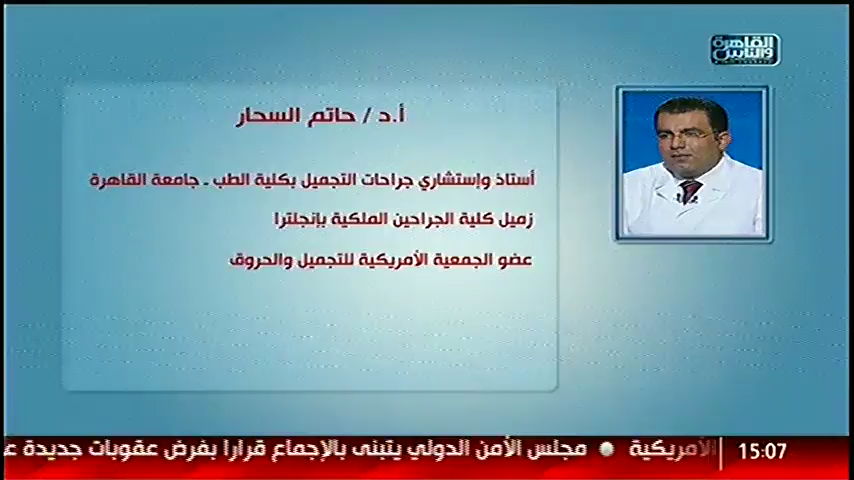 القاهرة
والناس
أ.د / حاتم السحار
أستاذ وإستشاري جراحات التجميل بكلية الطب ـ جامعة القاهرة
زميل كلية الجراحين الملكية بإنجلترا
عضو الجمعية الأمريكية للتجميل والحروق
15:07 الأمريكية ● مجلس الأمن الدولي يتبنى بالإجماع قرارا بفرض عقوبات جديدة ع